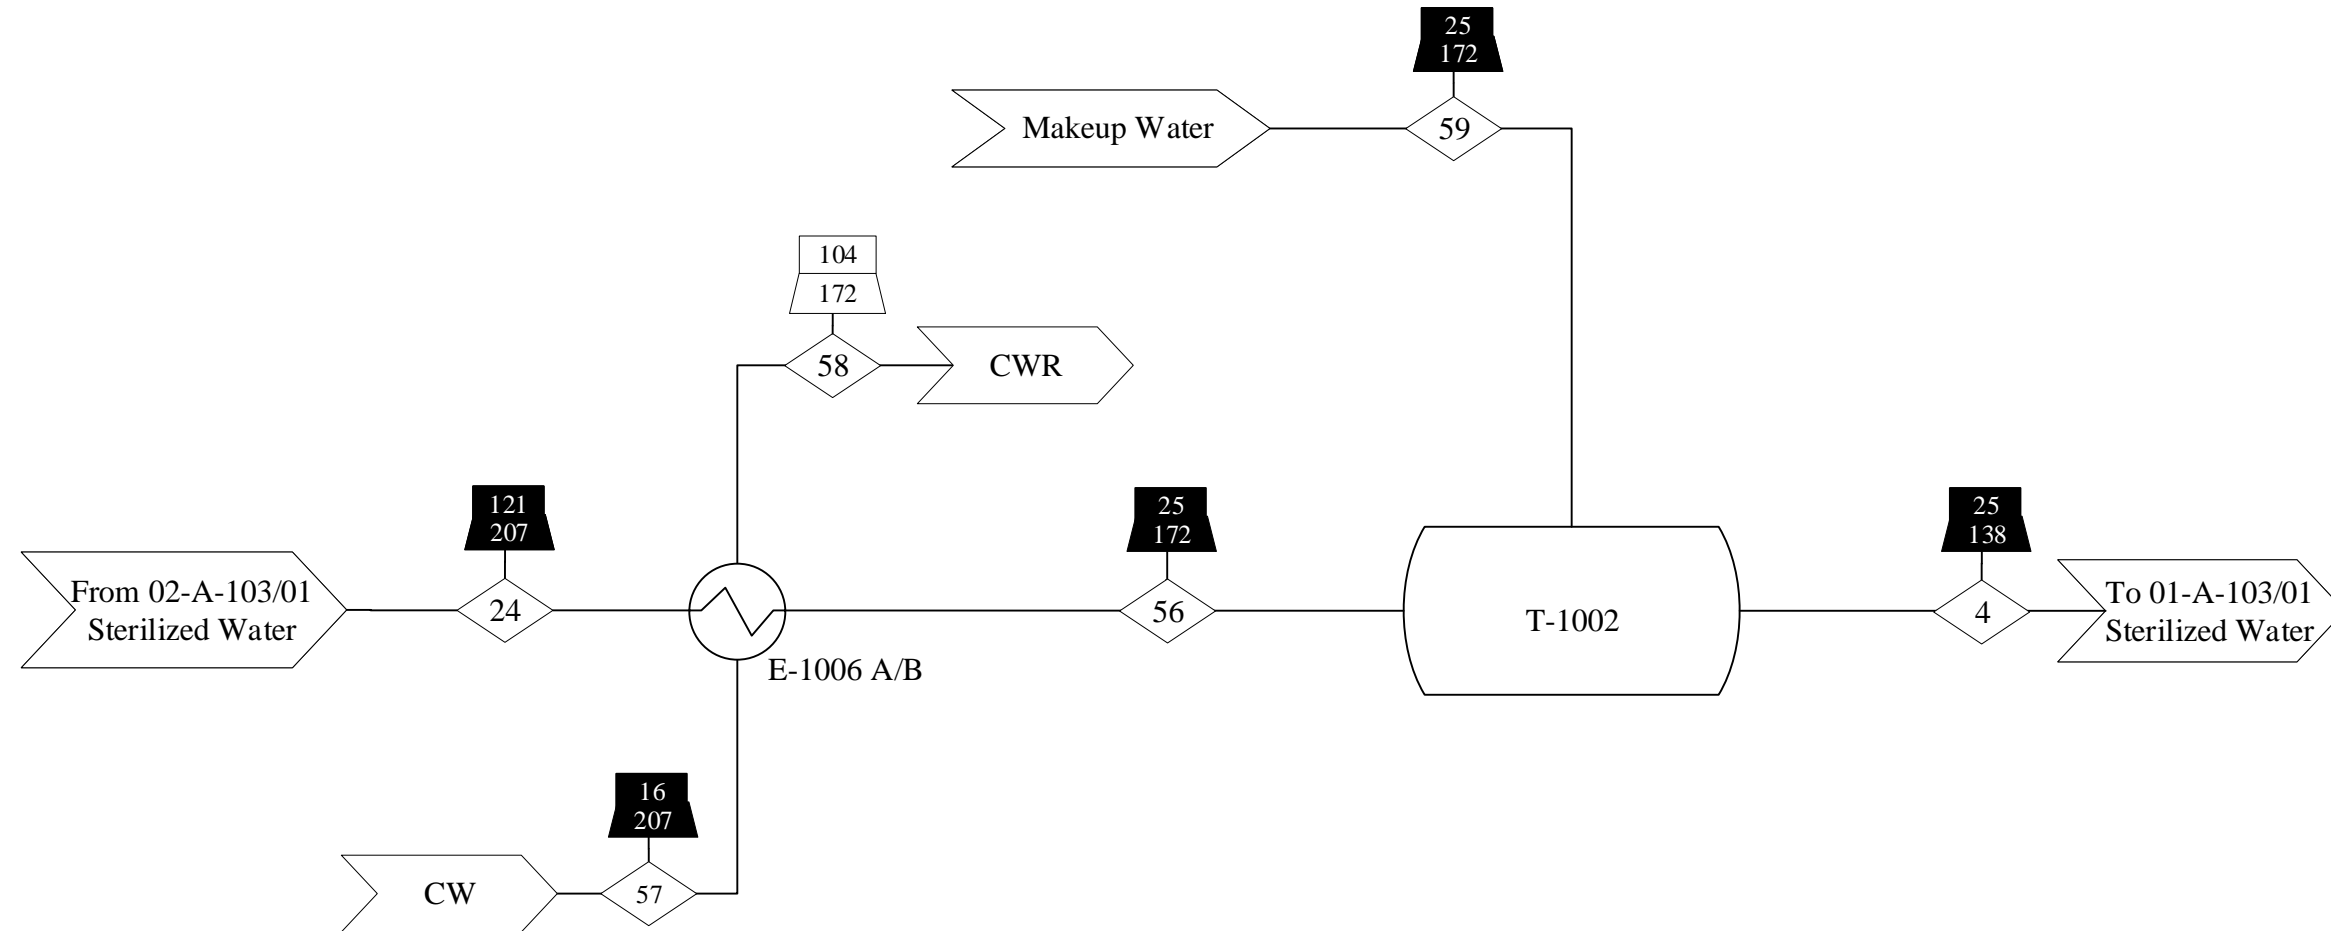 25
172
Makeup Water
59
104
172
58
CWR
121
207
From 02-A-103/01
Sterilized Water
24
E-1006 A/B
25
172
56
T-1002
25
138
4
To 01-A-103/01
Sterilized Water
16
207
CW
57